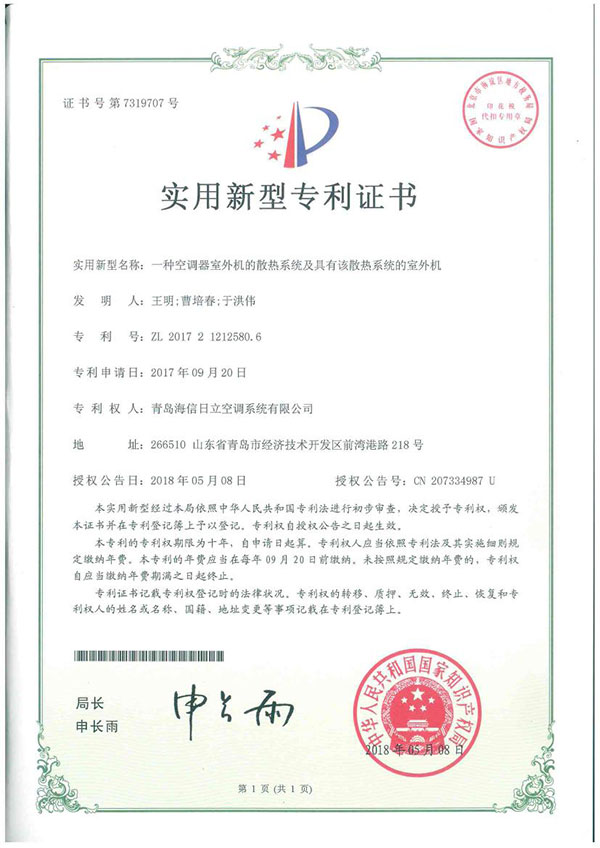 证书号第7319707号
北京市海淀区地方税务局
印花税
代扣专用章
国家知识产权局
实用新型专利证书
实用新型名称：一种空调器室外机的散热系统及具有该散热系统的室外机
发明人：王明;曹培春;于洪伟
专利号：ZL 2017 2 1212580.6
专利申请日：2017年09月20日
专利权人：青岛海信日立空调系统有限公司
地址：266510 山东省青岛市经济技术开发区前湾港路218号
授权公告日：2018年05月08日 授权公告号：CN 207334987 U
本实用新型经过本局依照中华人民共和国专利法进行初步审查，决定授予专利权，颁发
本证书并在专利登记簿上予以登记。专利权自授权公告之日起生效。
本专利的专利权期限为十年，自申请日起算。专利权人应当依照专利法及其实施细则规
定缴纳年费。本专利的年费应当在每年09月20日前缴纳。未按照规定缴纳年费的，专利权
自应当缴纳年费期满之日起终止。
专利证书记载专利权登记时的法律状况。专利权的转移、质押、无效、终止、恢复和专
利权人的姓名或名称、国籍、地址变更等事项记载在专利登记簿上。
局长
申长雨
申长雨
中华人民共和国国家知识产权局
2018年05月08日
第1页(共1页)